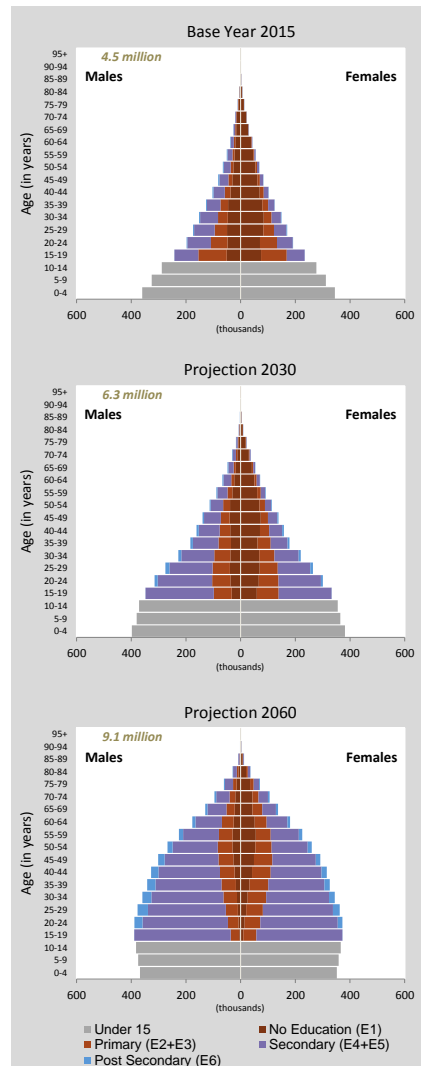 Base Year 2015
4.5 million
Males
Females
Age (in years)
95+
90-94
85-89
80-84
75-79
70-74
65-69
60-64
55-59
50-54
45-49
40-44
35-39
30-34
25-29
20-24
15-19
10-14
5-9
0-4
600 400 200 0 200 400 600
(thousands)
Projection 2030
6.3 million
Males
Females
Age (in years)
95+
90-94
85-89
80-84
75-79
70-74
65-69
60-64
55-59
50-54
45-49
40-44
35-39
30-34
25-29
20-24
15-19
10-14
5-9
0-4
600 400 200 0 200 400 600
(thousands)
Projection 2060
9.1 million
Males
Females
Age (in years)
95+
90-94
85-89
80-84
75-79
70-74
65-69
60-64
55-59
50-54
45-49
40-44
35-39
30-34
25-29
20-24
15-19
10-14
5-9
0-4
600 400 200 0 200 400 600
(thousands)
Under 15 No Education (E1)
Primary (E2+E3) Secondary (E4+E5)
Post Secondary (E6)